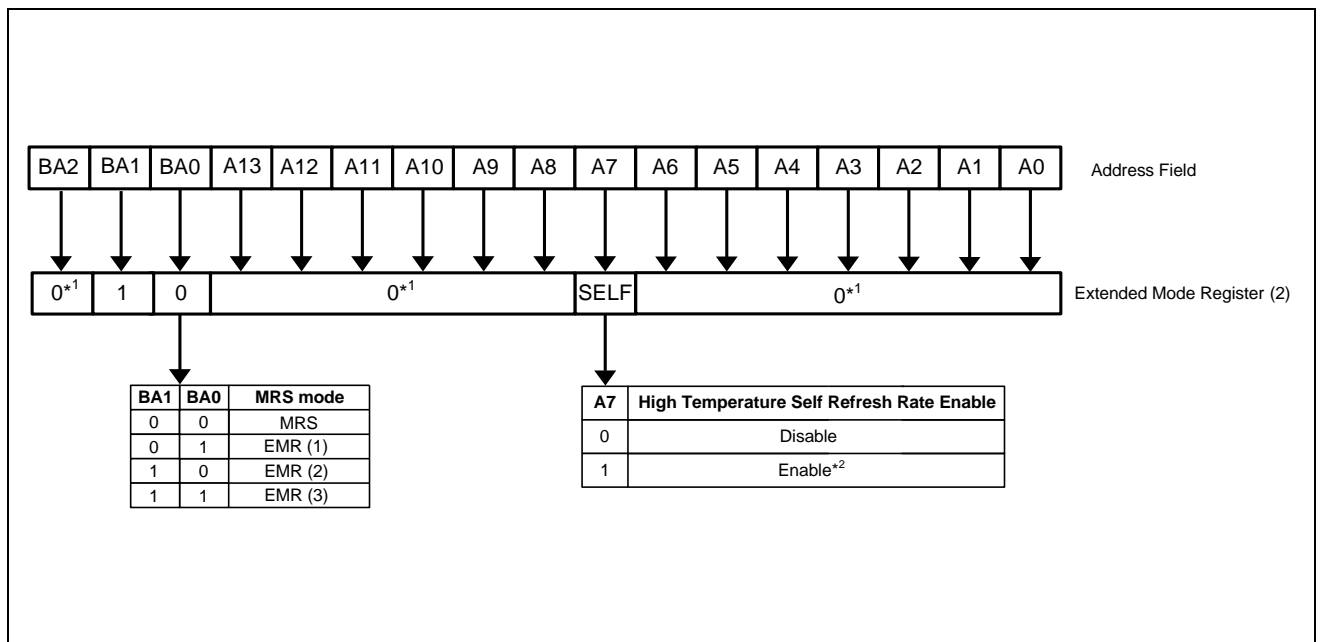 BA2 BA1 BA0 A13 A12 A11 A10 A9 A8 A7 A6 A5 A4 A3 A2 A1 A0 Address Field
0*1 1 0 0*1 SELF 0*1 Extended Mode Register (2)
BA1 BA0 MRS mode
0 0 MRS
0 1 EMR (1)
1 0 EMR (2)
1 1 EMR (3)
A7 High Temperature Self Refresh Rate Enable
0 Disable
1 Enable*2